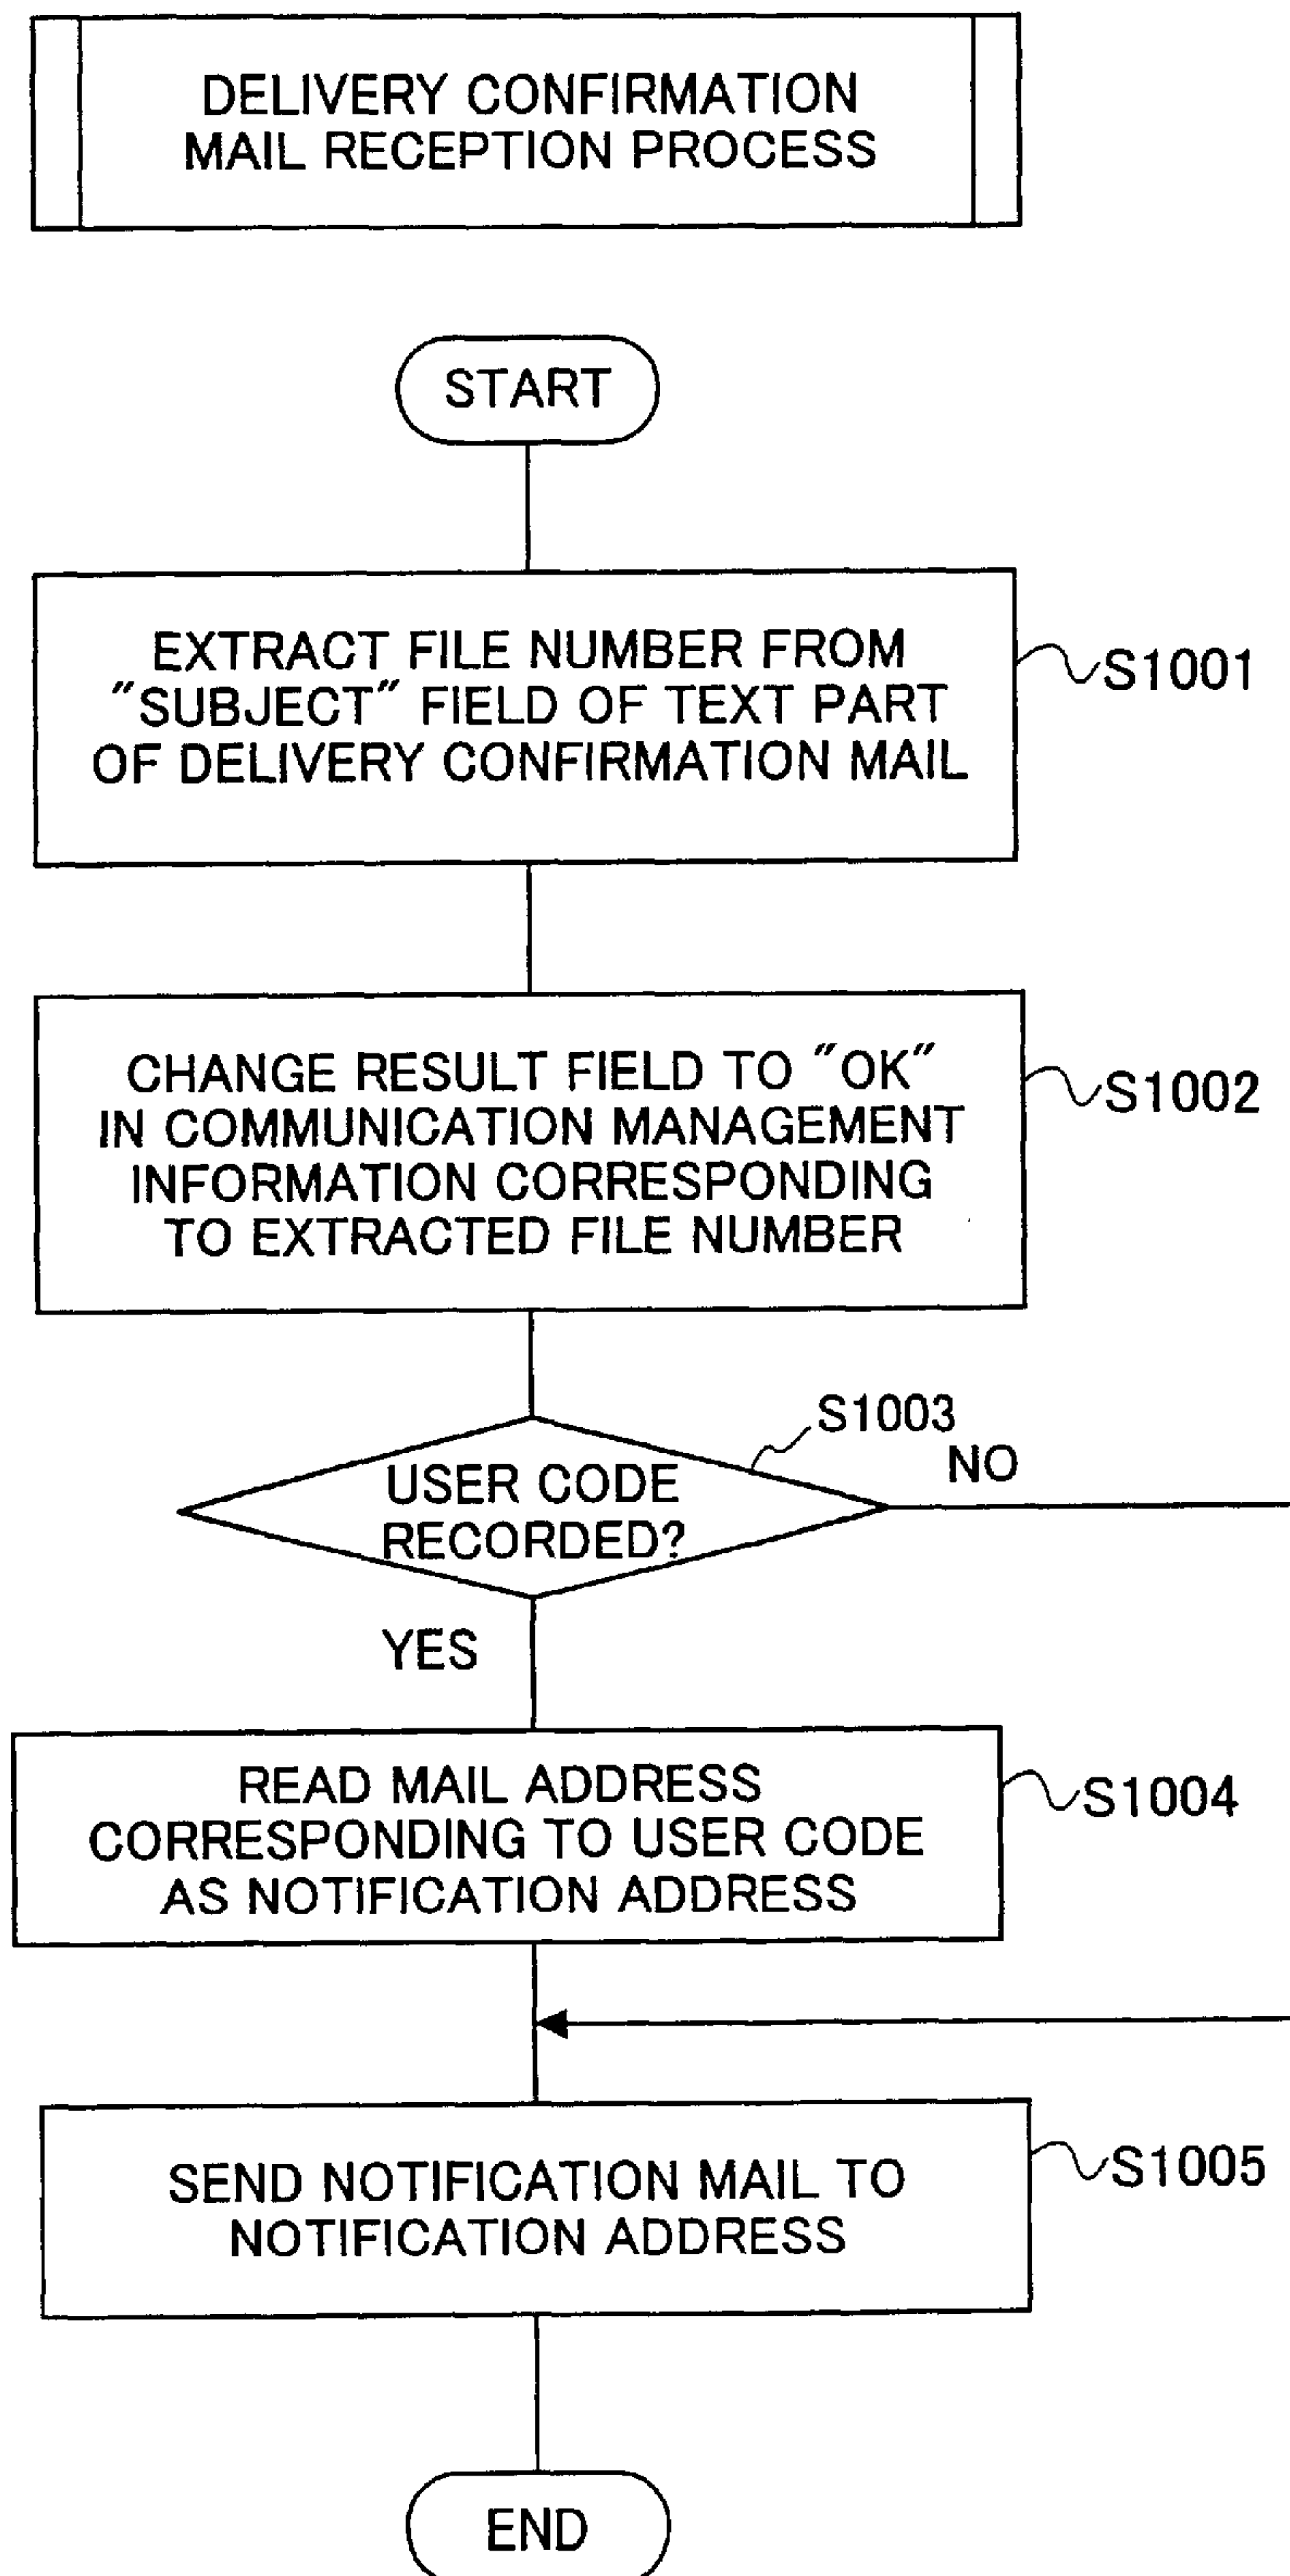 DELIVERY CONFIRMATION
MAIL RECEPTION PROCESS
START
EXTRACT FILE NUMBER FROM
"SUBJECT" FIELD OF TEXT PART
OF DELIVERY CONFIRMATION MAIL
S1001
CHANGE RESULT FIELD TO "OK"
IN COMMUNICATION MANAGEMENT
INFORMATION CORRESPONDING
TO EXTRACTED FILE NUMBER
S1002
S1003
USER CODE
RECORDED?
NO
YES
READ MAIL ADDRESS
CORRESPONDING TO USER CODE
AS NOTIFICATION ADDRESS
S1004
SEND NOTIFICATION MAIL TO
NOTIFICATION ADDRESS
S1005
END